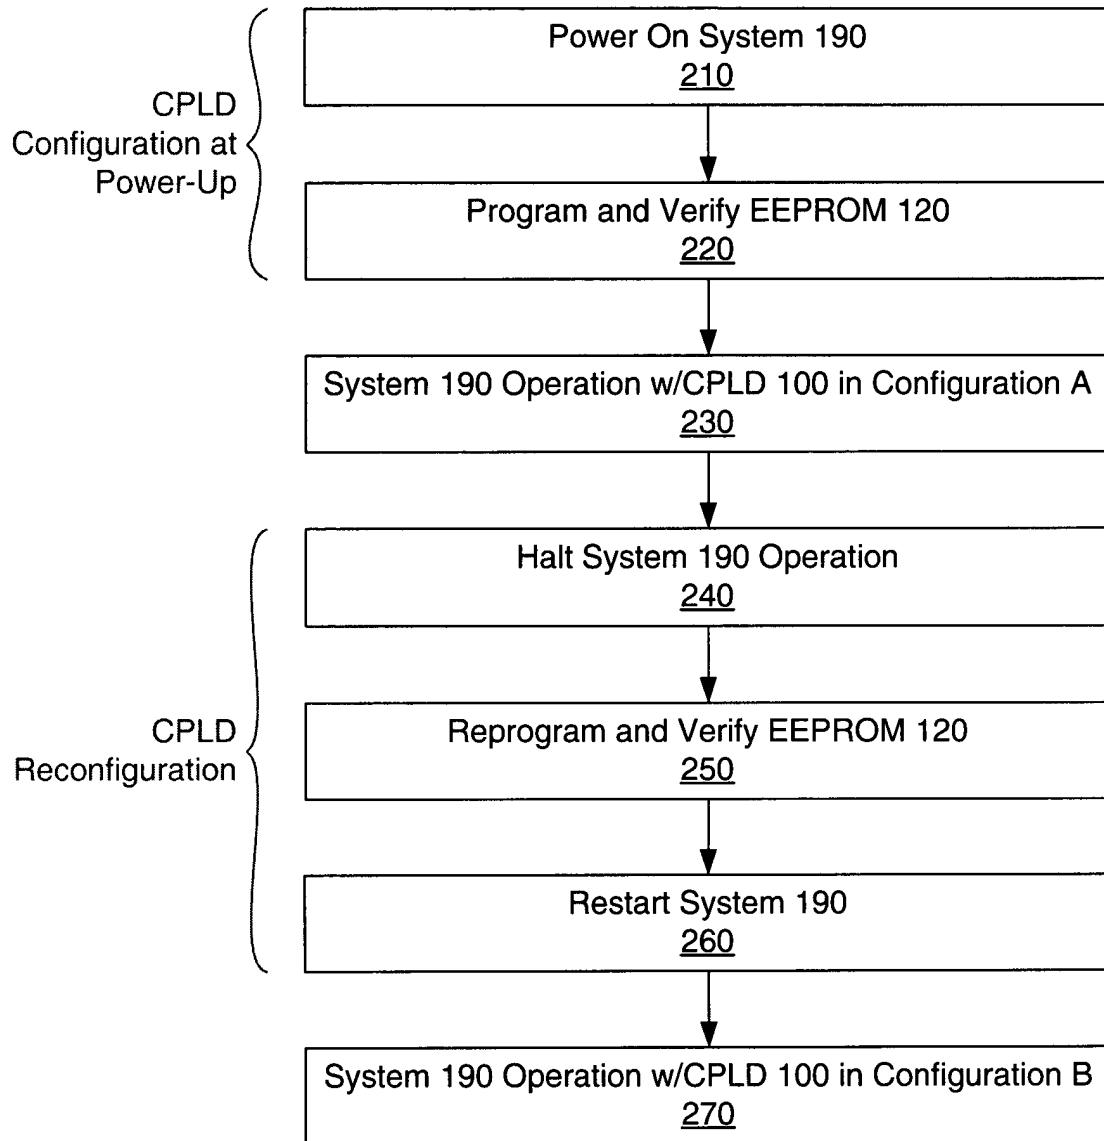 Power On System 190
210
CPLD
Configuration at
Power-Up
Program and Verify EEPROM 120
220
System 190 Operation w/CPLD 100 in Configuration A
230
Halt System 190 Operation
240
CPLD
Reconfiguration
Reprogram and Verify EEPROM 120
250
Restart System 190
260
System 190 Operation w/CPLD 100 in Configuration B
270